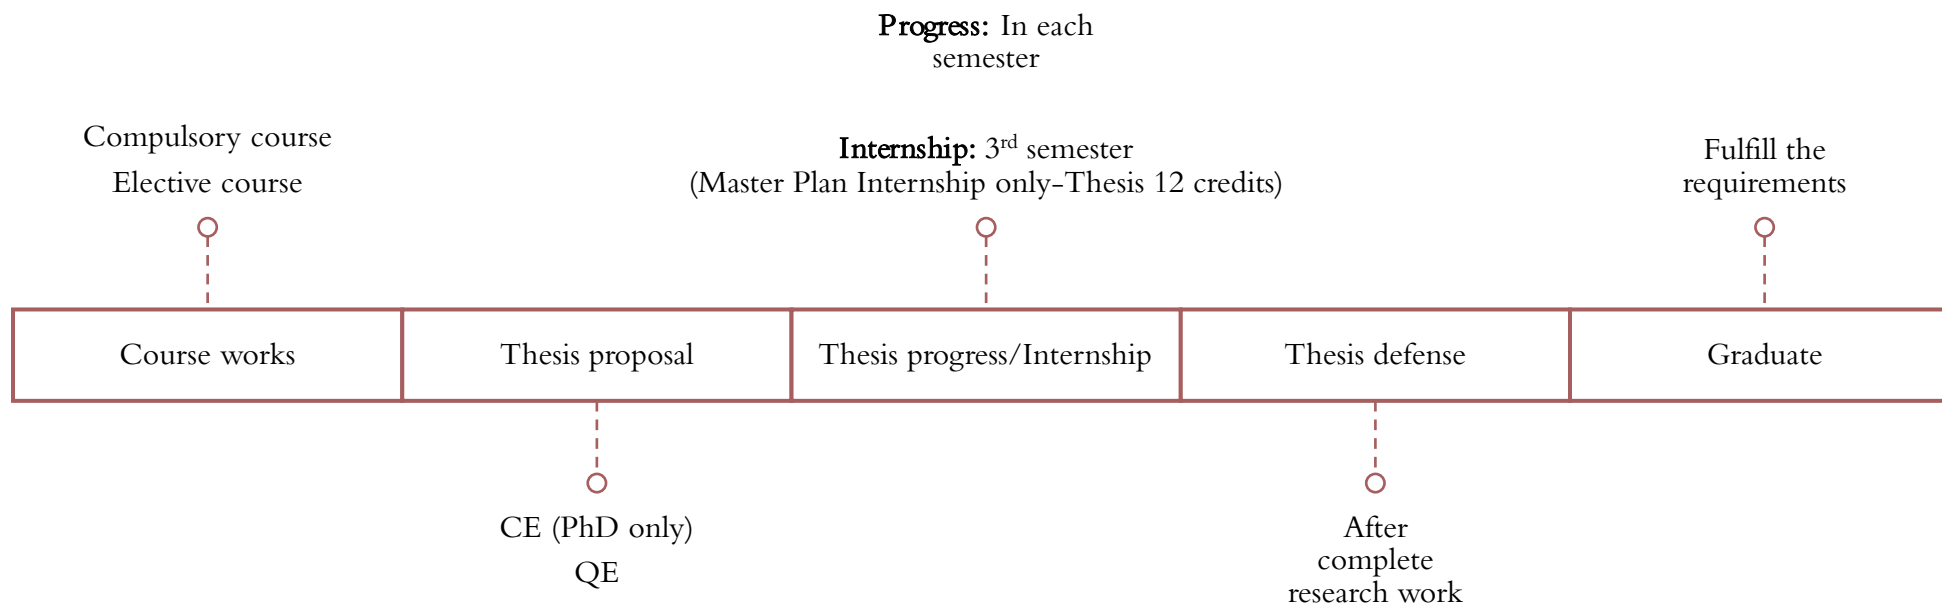 Progress: In each
semester
Compulsory course
Elective course
Internship: 3rd semester
(Master Plan Internship only-Thesis 12 credits)
Fulfill the
requirements
Course works
Thesis proposal
Thesis progress/Internship
Thesis defense
Graduate
CE (PhD only)
QE
After
complete
research work